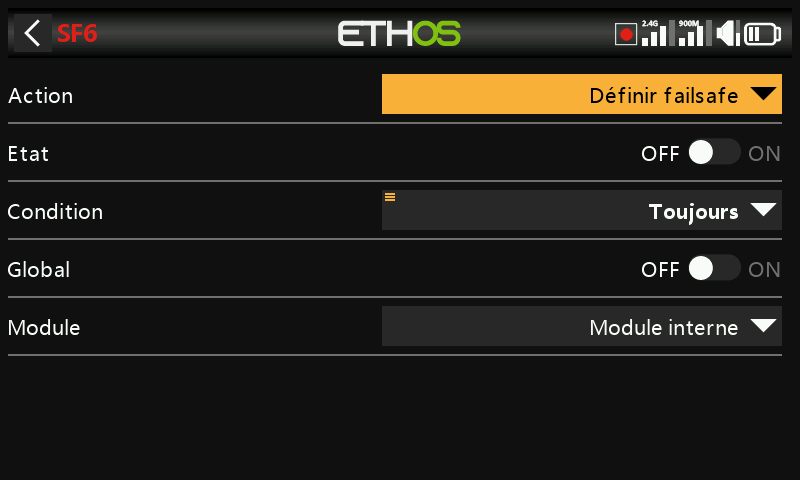 SF6
ETHOS
2.4G
900M
Action
Définir failsafe
Etat
OFF ON
Condition
Toujours
Global
OFF ON
Module
Module interne